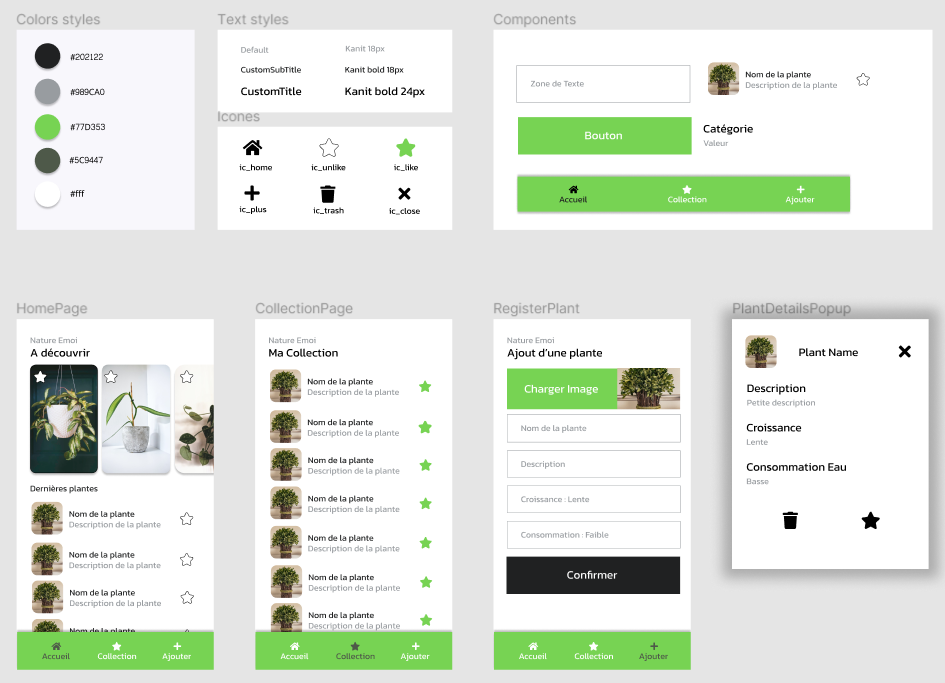 Colors styles
#202122
#989CA0
#77D353
#5C9447
#fff
Text styles
Default
Kanit 18px
CustomSubTitle
Kanit bold 18px
CustomTitle
Kanit bold 24px
Icones
ic_home
ic_unlike
ic_like
ic_plus
ic_trash
ic_close
Components
Zone de Texte
Nom de la plante
Description de la plante
Bouton
Catégorie
Valeur
Accueil
Collection
Ajouter
HomePage
Nature Emoi
A découvrir
Dernières plantes
Nom de la plante
Description de la plante
Nom de la plante
Description de la plante
Nom de la plante
Description de la plante
Nom de la plante
Accueil
Collection
Ajouter
CollectionPage
Nature Emoi
Ma Collection
Nom de la plante
Description de la plante
Nom de la plante
Description de la plante
Nom de la plante
Description de la plante
Nom de la plante
Description de la plante
Nom de la plante
Description de la plante
Nom de la plante
Description de la plante
Nom de la plante
Description de la plante
Accueil
Collection
Ajouter
RegisterPlant
Nature Emoi
Ajout d'une plante
Charger Image
Nom de la plante
Description
Croissance : Lente
Consommation : Faible
Confirmer
Accueil
Collection
Ajouter
PlantDetailsPopup
Plant Name
Description
Petite description
Croissance
Lente
Consommation Eau
Basse